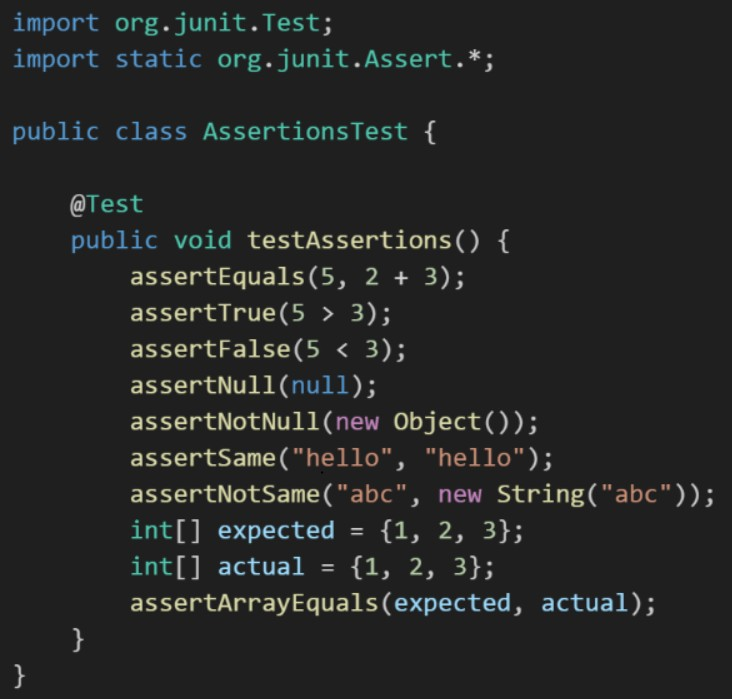 import org.junit.Test;
import static org.junit.Assert.*;
public class AssertionsTest {
@Test
public void testAssertions() {
assertEquals(5, 2 + 3);
assertTrue(5 > 3);
assertFalse(5 < 3);
assertNull(null);
assertNotNull(new Object());
assertSame("hello", "hello");
assertNotSame("abc", new String("abc"));
int[] expected = {1, 2, 3};
int[] actual = {1, 2, 3};
assertArrayEquals(expected, actual);
}
}